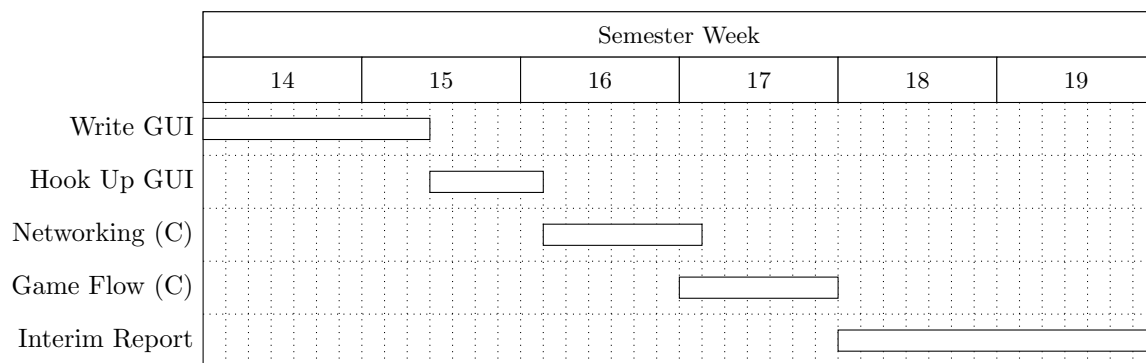 Semester Week
14 15 16 17 18 19
Write GUI
Hook Up GUI
Networking (C)
Game Flow (C)
Interim Report